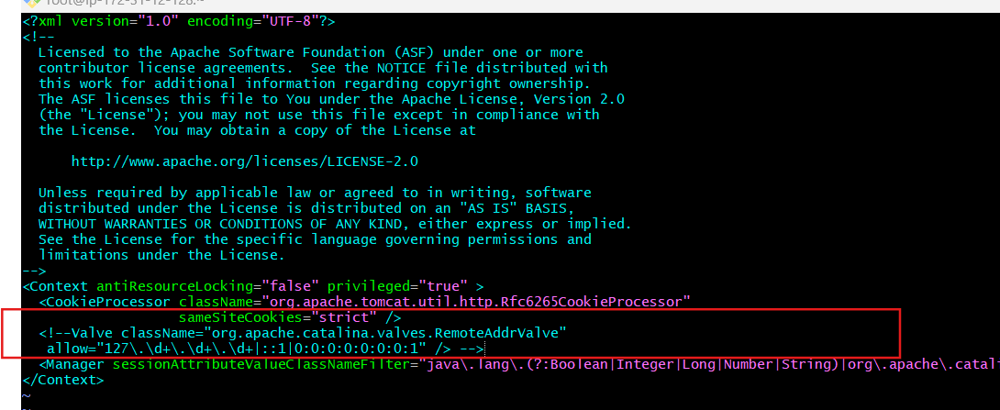 root@ip-172-31-12-128:~
<?xml version="1.0" encoding="UTF-8"?>
<!--
  Licensed to the Apache Software Foundation (ASF) under one or more
  contributor license agreements.  See the NOTICE file distributed with
  this work for additional information regarding copyright ownership.
  The ASF licenses this file to You under the Apache License, Version 2.0
  (the "License"); you may not use this file except in compliance with
  the License.  You may obtain a copy of the License at
      http://www.apache.org/licenses/LICENSE-2.0
  Unless required by applicable law or agreed to in writing, software
  distributed under the License is distributed on an "AS IS" BASIS,
  WITHOUT WARRANTIES OR CONDITIONS OF ANY KIND, either express or implied.
  See the License for the specific language governing permissions and
  limitations under the License.
-->
<Context antiResourceLocking="false" privileged="true" >
  <CookieProcessor className="org.apache.tomcat.util.http.Rfc6265CookieProcessor"
                   sameSiteCookies="strict" />
  <!--Valve className="org.apache.catalina.valves.RemoteAddrValve"
   allow="127\.\d+\.\d+\.\d+|::1|0:0:0:0:0:0:0:1" /> -->
  <Manager sessionAttributeValueClassNameFilter="java\.lang\.(?:Boolean|Integer|Long|Number|String)|org\.apache\.catali
</Context>
~
~